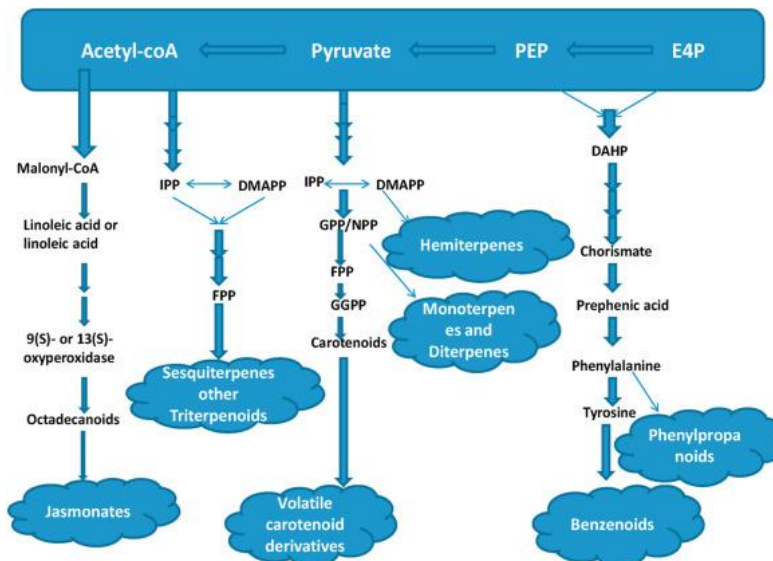 Acetyl-coA
Pyruvate
PEP
E4P
Malonyl-CoA
Linoleic acid or
linoleic acid
9(S)- or 13(S)-
oxyperoxidase
Octadecanoids
Jasmonates
IPP
DMAPP
FPP
Sesquiterpenes
other
Triterpenoids
IPP
DMAPP
GPP/NPP
Hemiterpenes
FPP
GGPP
Monoterpen
es and
Diterpenes
Carotenoids
Volatile
carotenoid
derivatives
DAHP
Chorismate
Prephenic acid
Phenylalanine
Tyrosine
Phenylpropa
noids
Benzenoids